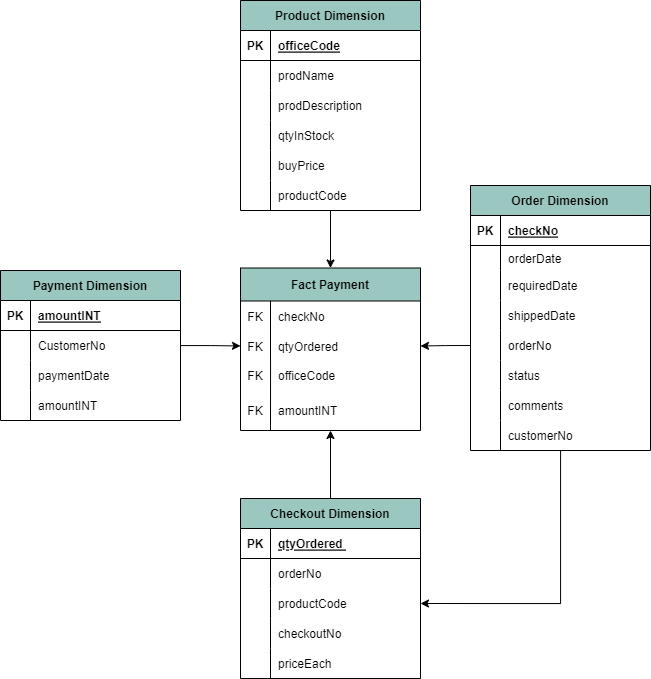 Product Dimension
PK officeCode
prodName
prodDescription
qtyInStock
buyPrice
productCode
Order Dimension
PK checkNo
orderDate
requiredDate
shippedDate
orderNo
status
comments
customerNo
Payment Dimension
PK amountINT
CustomerNo
paymentDate
amountINT
Fact Payment
FK checkNo
FK qtyOrdered
FK officeCode
FK amountINT
Checkout Dimension
PK qtyOrdered
orderNo
productCode
checkoutNo
priceEach